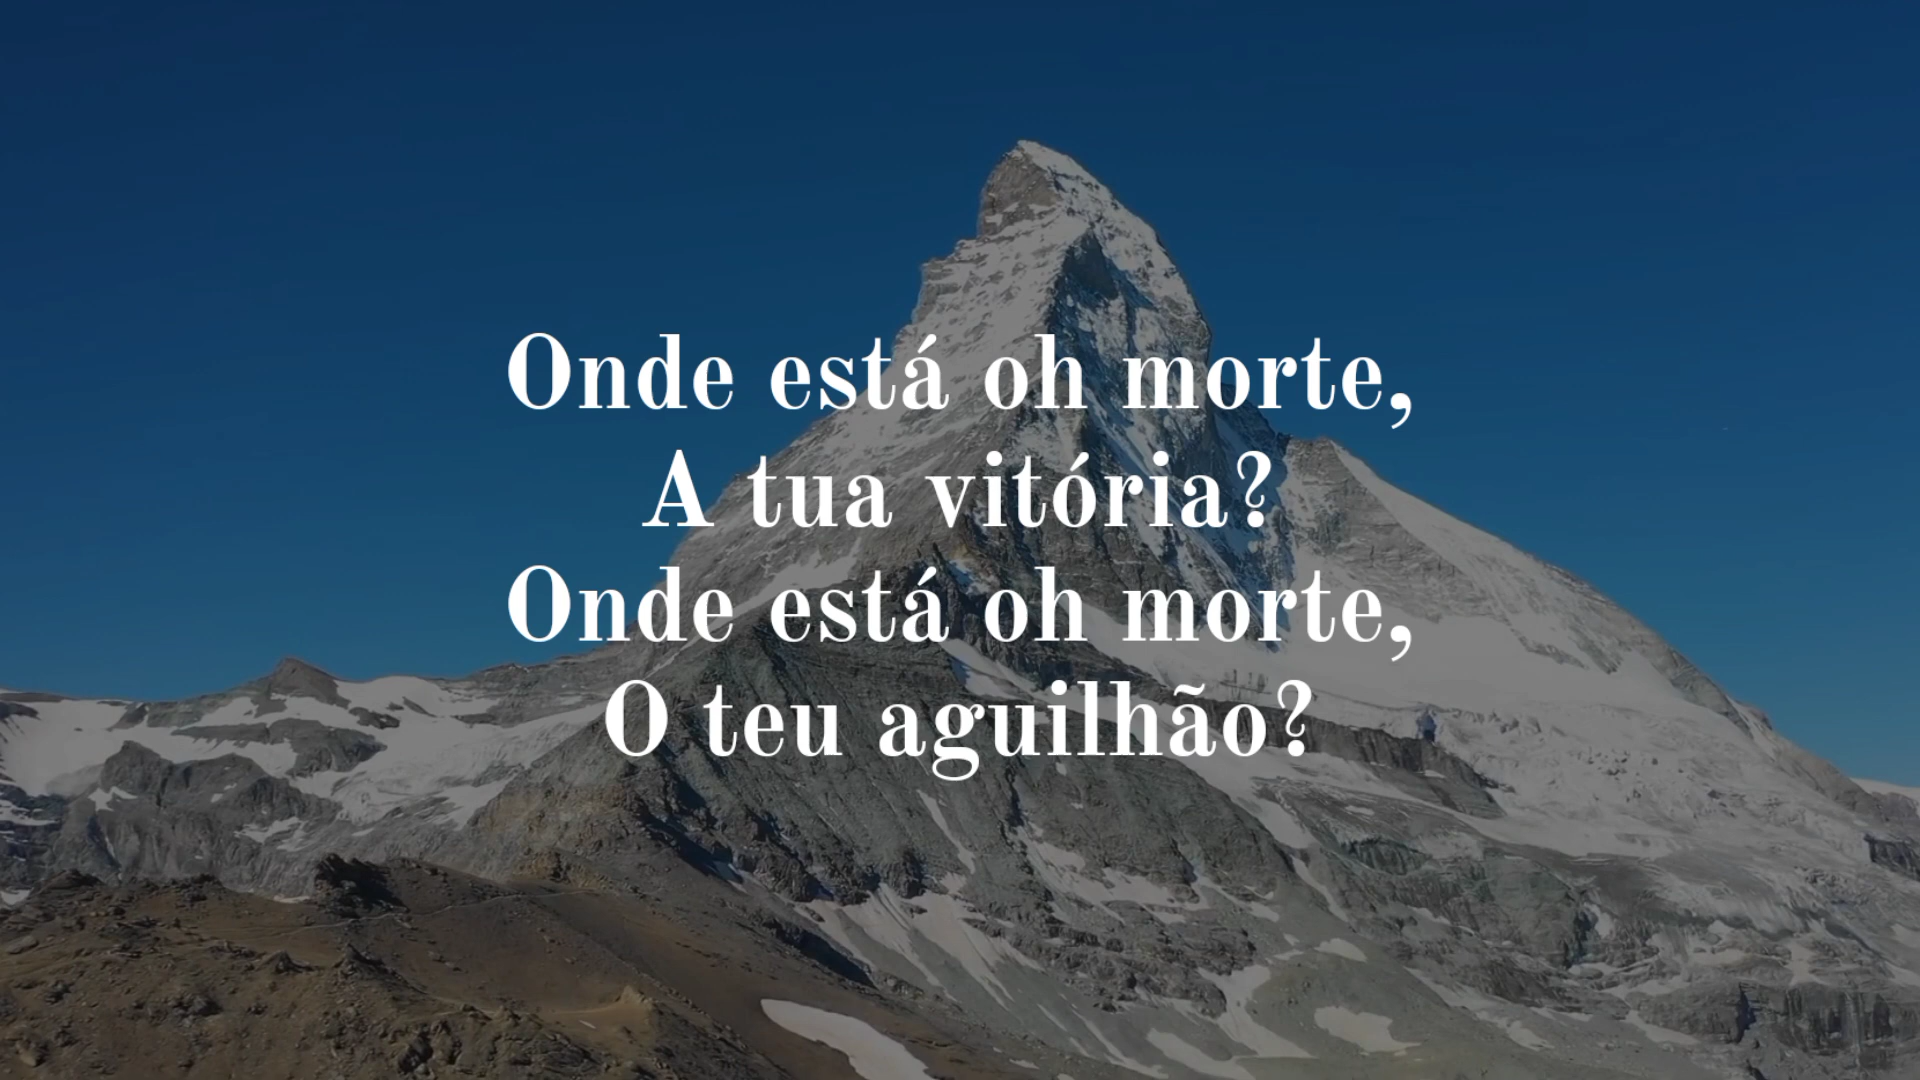 Onde está oh morte,
A tua vitória?
Onde está oh morte,
O teu aguilhão?